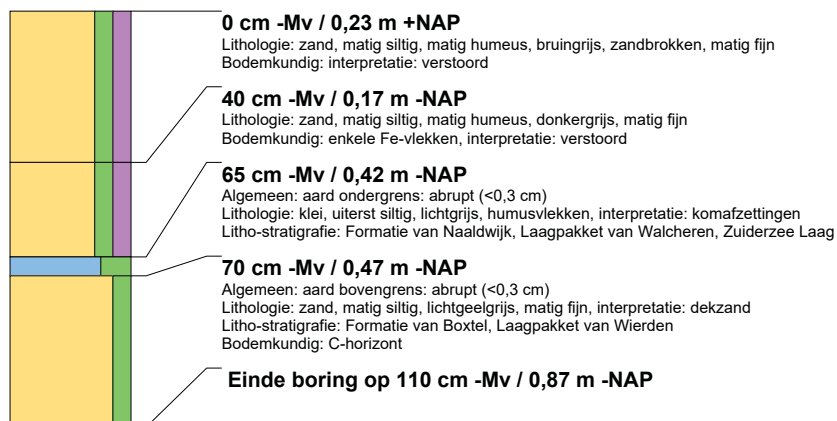 0 cm -Mv / 0,23 m +NAP
Lithologie: zand, matig siltig, matig humeus, bruingrijs, zandbrokken, matig fijn
Bodemkundig: interpretatie: verstoord
40 cm -Mv / 0,17 m -NAP
Lithologie: zand, matig siltig, matig humeus, donkergrijs, matig fijn
Bodemkundig: enkele Fe-vlekken, interpretatie: verstoord
65 cm -Mv / 0,42 m -NAP
Algemeen: aard ondergrens: abrupt (<0,3 cm)
Lithologie: klei, uiterst siltig, lichtgrijs, humusvlekken, interpretatie: komafzettingen
Litho-stratigrafie: Formatie van Naaldwijk, Laagpakket van Walcheren, Zuiderzee Laag
70 cm -Mv / 0,47 m -NAP
Algemeen: aard bovengrens: abrupt (<0,3 cm)
Lithologie: zand, matig siltig, lichtgeelgrijs, matig fijn, interpretatie: dekzand
Litho-stratigrafie: Formatie van Boxtel, Laagpakket van Wierden
Bodemkundig: C-horizont
Einde boring op 110 cm -Mv / 0,87 m -NAP